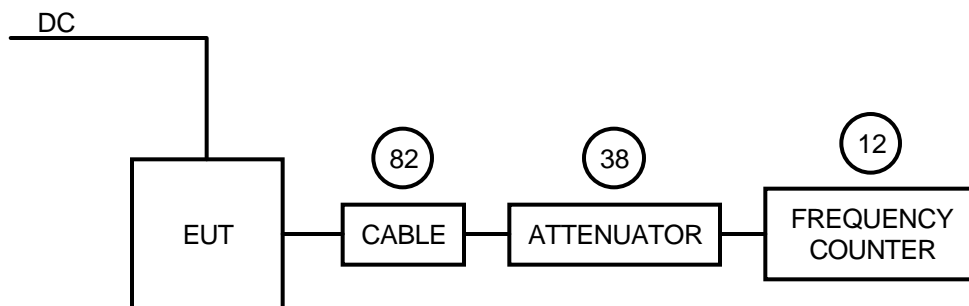 DC
82
38
12
EUT
CABLE
ATTENUATOR
FREQUENCY
COUNTER